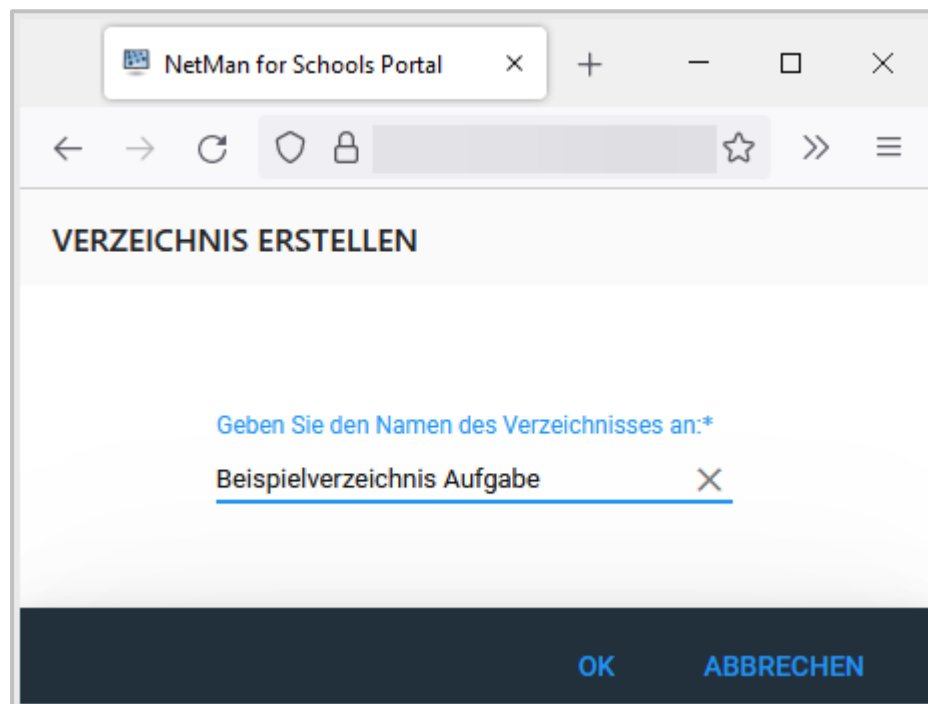 NetMan for Schools Portal
VERZEICHNIS ERSTELLEN
Geben Sie den Namen des Verzeichnisses an:*
Beispielverzeichnis Aufgabe
OK ABBRECHEN